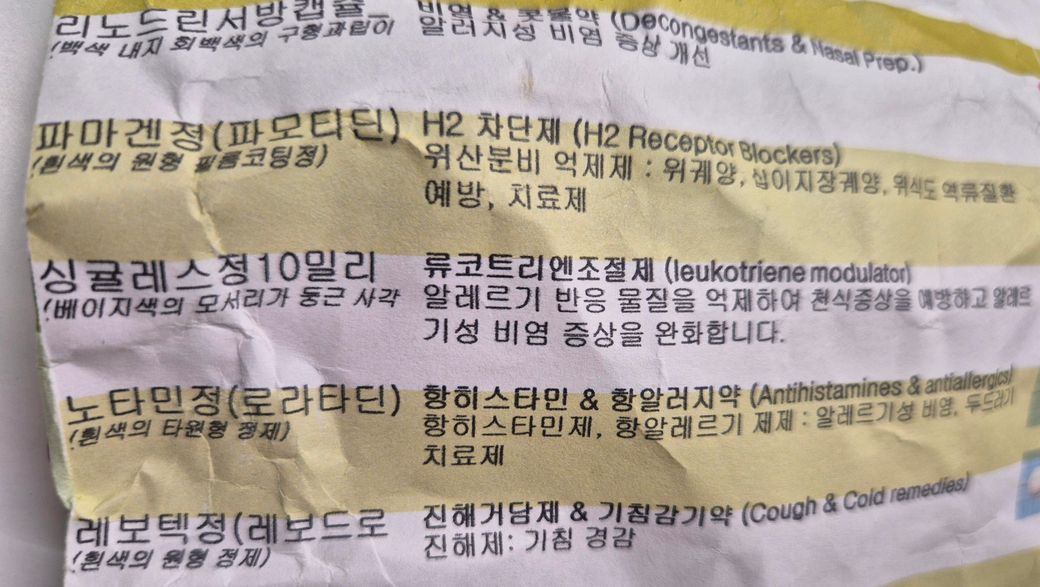 리노드린서방캡슐_ 비염 & 콧물약 (Decongestants & Nasal Prep.)
(백색 내지 회백색의 구형과립이 알러지성 비염 증상 개선
파마겐정(파모티딘) H2 차단제 (H2 Receptor Blockers)
(흰색의 원형 필름코팅정) 위산분비 억제제 : 위궤양, 십이지장궤양, 위식도 역류질환
예방, 치료제
싱귤레스정10밀리 류코트리엔조절제 (leukotriene modulator)
(베이지색의 모서리가 둥근 사각 알레르기 반응 물질을 억제하여 천식증상을 예방하고 알레르
기성 비염 증상을 완화합니다.
노타민정(로라타딘) 항히스타민 & 항알러지약 (Antihistamines & antiallergics)
(흰색의 타원형 정제) 항히스타민제, 항알레르기 제제 : 알레르기성 비염, 두드러기
치료제
레보텍정(레보드로 진해거담제 & 기침감기약 (Cough & Cold remedies)
(흰색의 원형 정제) 진해제: 기침 경감